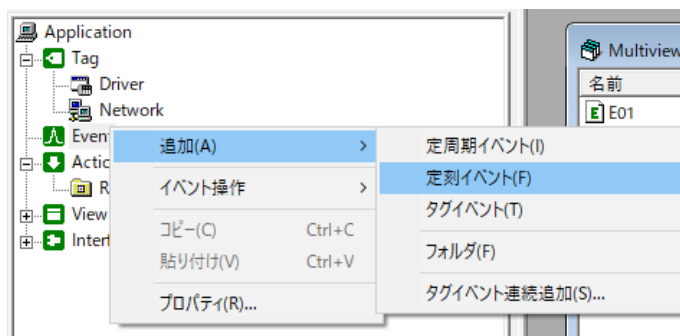 Application
Tag
Driver
Network
Even
追加(A)
イベント操作
コピー(C) Ctrl+C
貼り付け(V) Ctrl+V
プロパティ(R)...
定周期イベント(I)
定刻イベント(F)
タグイベント(T)
フォルダ(F)
タグイベント連続追加(S)...
Actio
R
View
Interf
Multiview
名前
E01